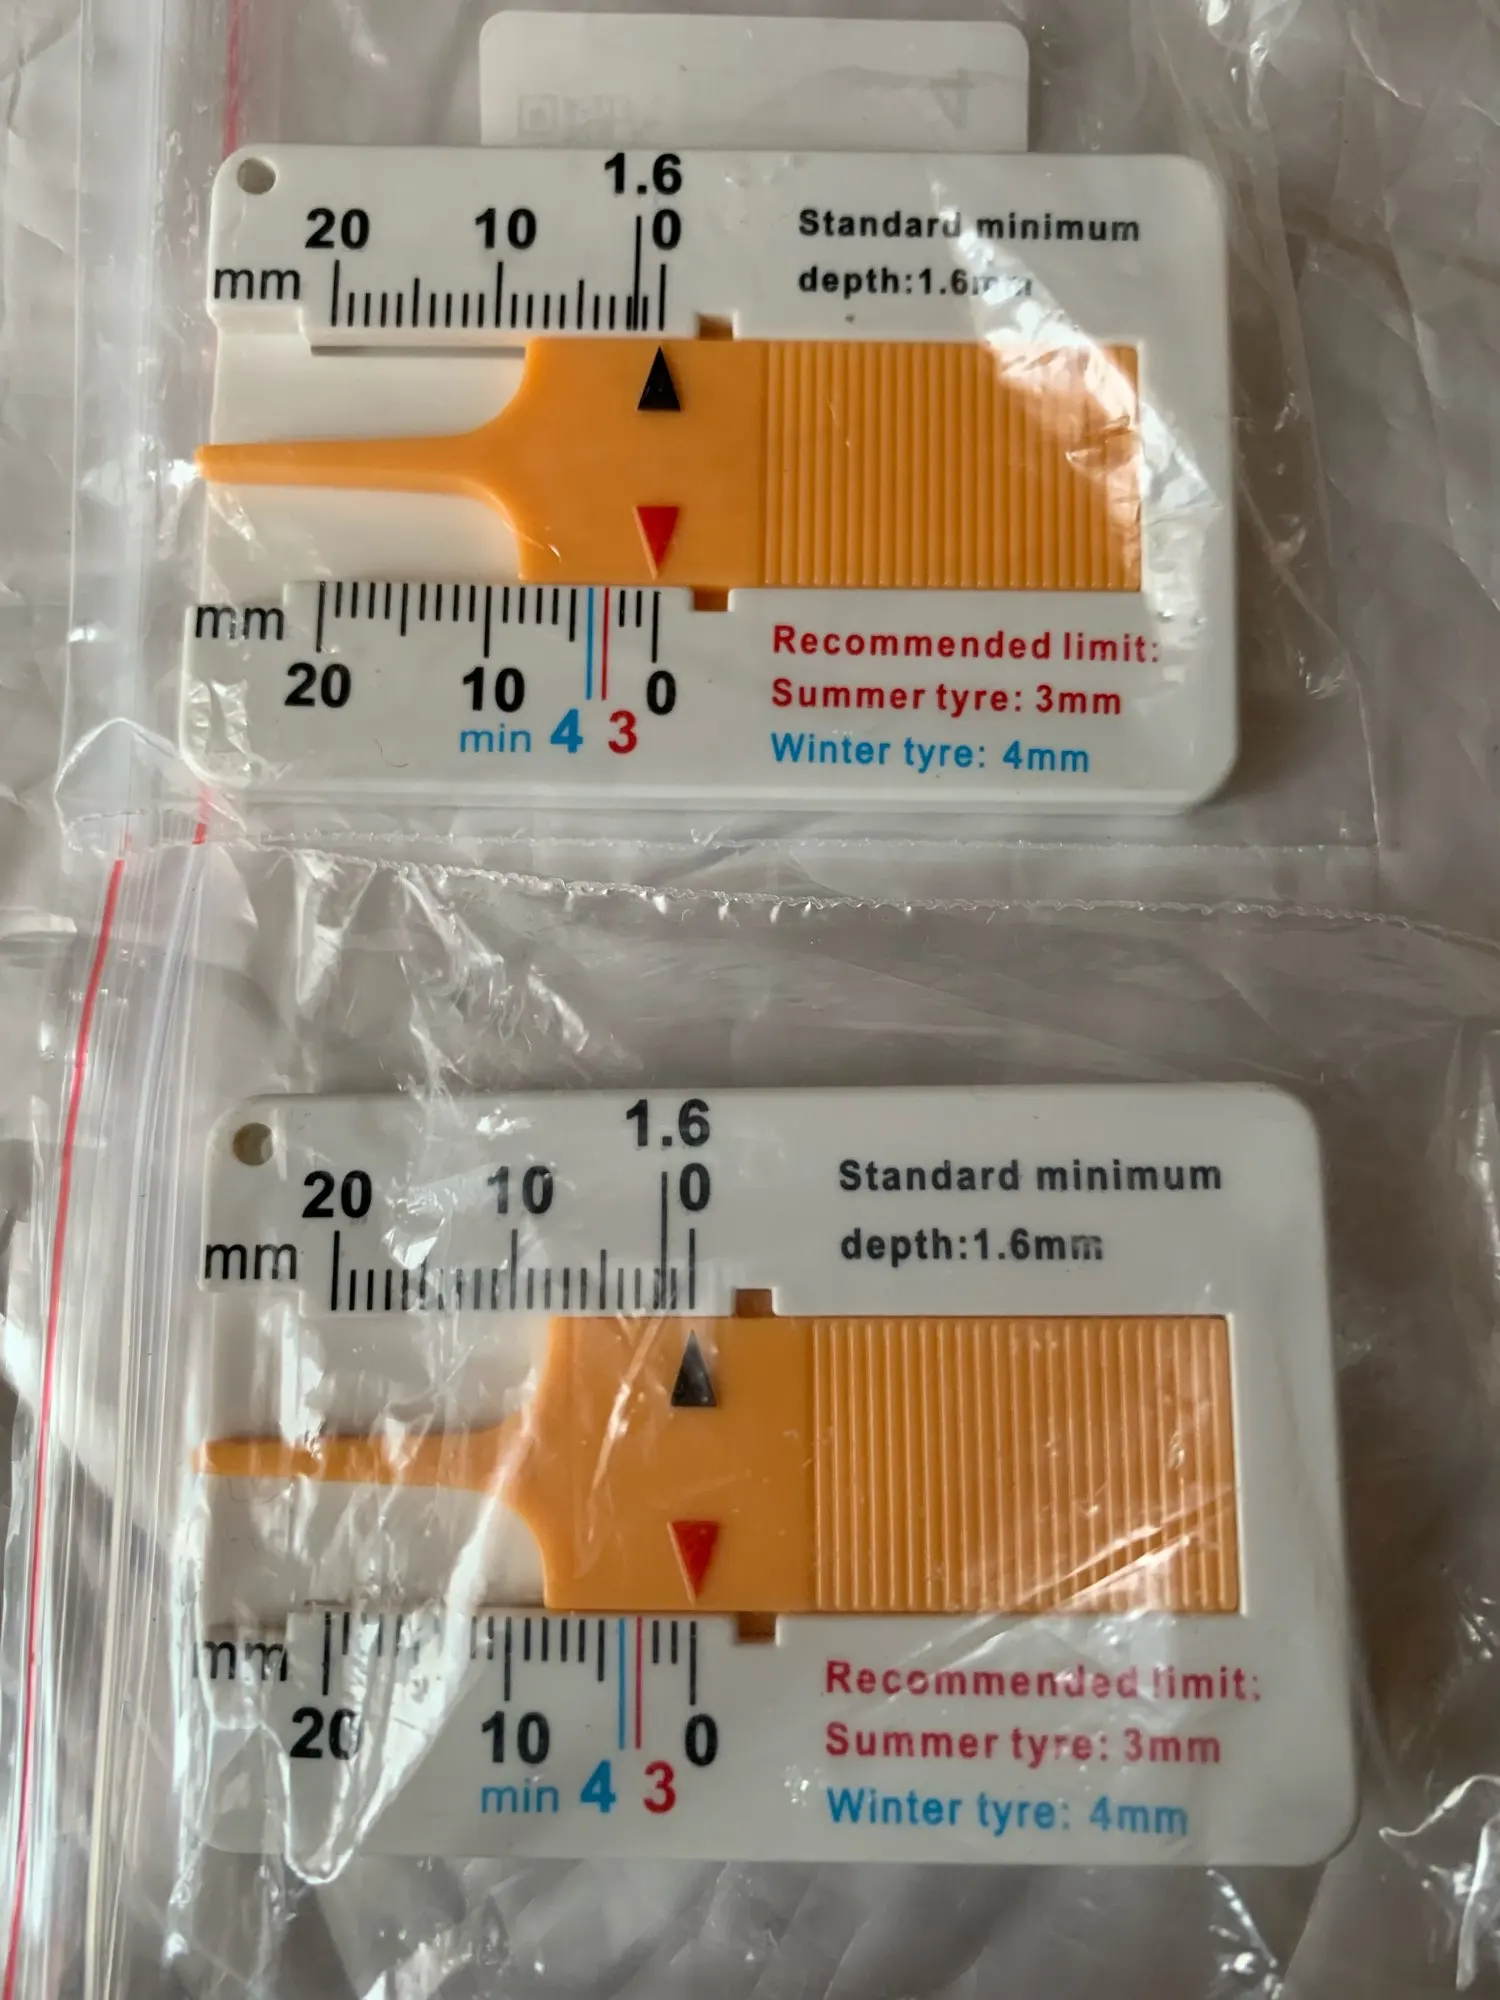 1.6
20 10 0
mm
Standard minimum
depth:1.6mm
mm
20 10 0
min 4 3
Recommended limit:
Summer tyre: 3mm
Winter tyre: 4mm
1.6
20 10 0
mm
Standard minimum
depth:1.6mm
mm
20 10 0
min 4 3
Recommended limit:
Summer tyre: 3mm
Winter tyre: 4mm